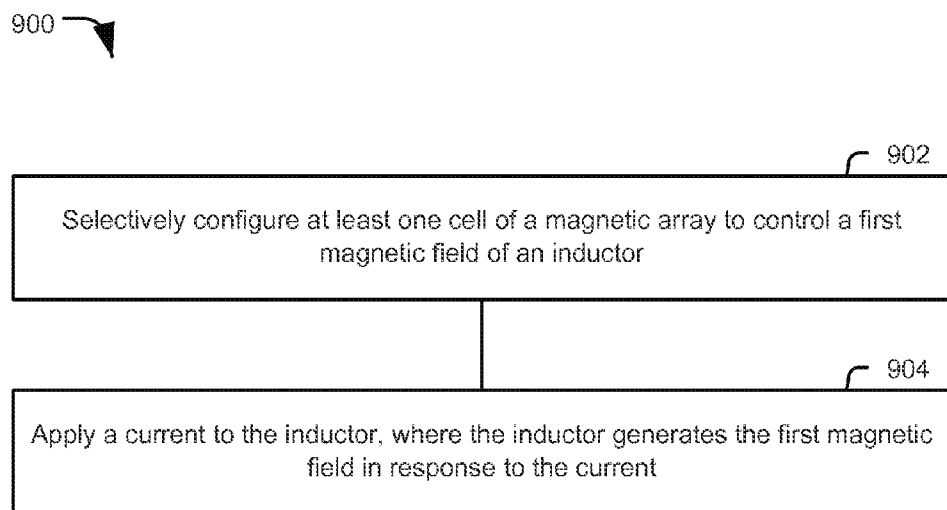 900
902
Selectively configure at least one cell of a magnetic array to control a first
magnetic field of an inductor
904
Apply a current to the inductor, where the inductor generates the first magnetic
field in response to the current